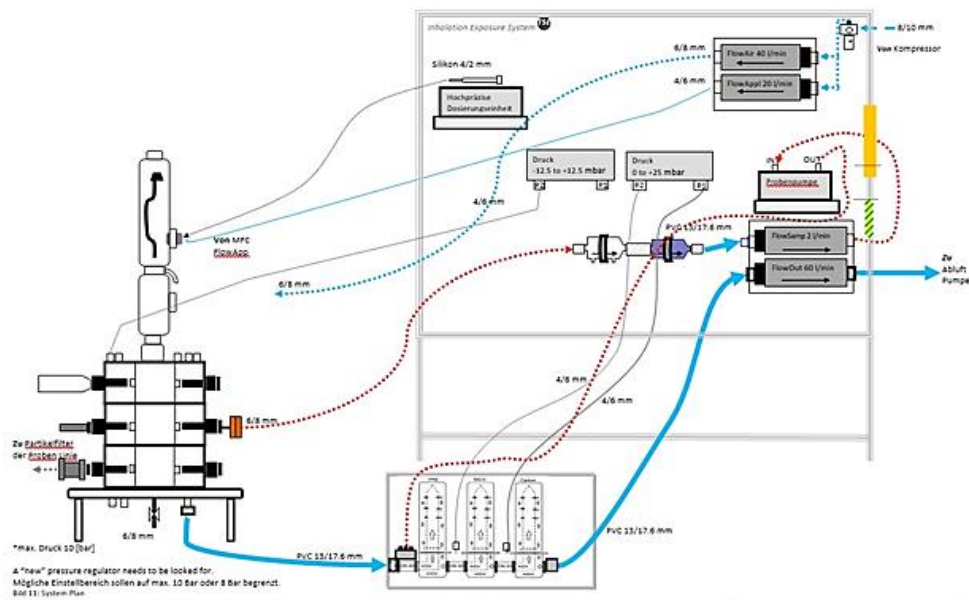 Inhalation Exposure System TSE
8/10 mm
Von Kompressor
6/8 mm
FlowAir 40 l/min
4/6 mm
FlowAppl 20 l/min
Silikon 4/2 mm
Hochpräzise
Dosierungseinheit
Druck
-12.5 to +12.5 mbar
P2
P1
Druck
0 to +25 mbar
P2
P1
IN
OUT
Probenpumpe
4/6 mm
PVC 13/17.6 mm
FlowSamp 2 l/min
FlowOut 60 l/min
Zu
Abluft
Pumpe
Von MFC
FlowApp
6/8 mm
4/6 mm
4/6 mm
6/8 mm
Zu Partikelfilter
der Proben Linie
6/8 mm
PVC 13/17.6 mm
PVC 13/17.6 mm
*max. Druck 10 [bar]
A "new" pressure regulator needs to be looked for.
Mögliche Einstellbereich sollen auf max. 10 Bar oder 8 Bar begrenzt.
Bild 11: System Plan